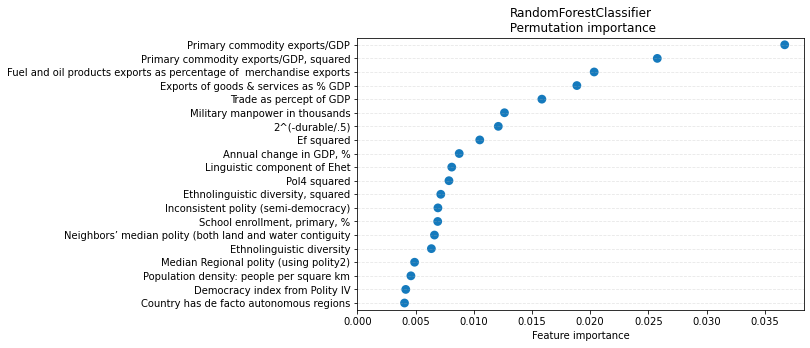 RandomForestClassifier
Permutation importance
Primary commodity exports/GDP
Primary commodity exports/GDP, squared
Fuel and oil products exports as percentage of  merchandise exports
Exports of goods & services as % GDP
Trade as percept of GDP
Military manpower in thousands
2^(-durable/.5)
Ef squared
Annual change in GDP, %
Linguistic component of Ehet
Pol4 squared
Ethnolinguistic diversity, squared
Inconsistent polity (semi-democracy)
School enrollment, primary, %
Neighbors’ median polity (both land and water contiguity
Ethnolinguistic diversity
Median Regional polity (using polity2)
Population density: people per square km
Democracy index from Polity IV
Country has de facto autonomous regions
0.000 0.005 0.010 0.015 0.020 0.025 0.030 0.035
Feature importance